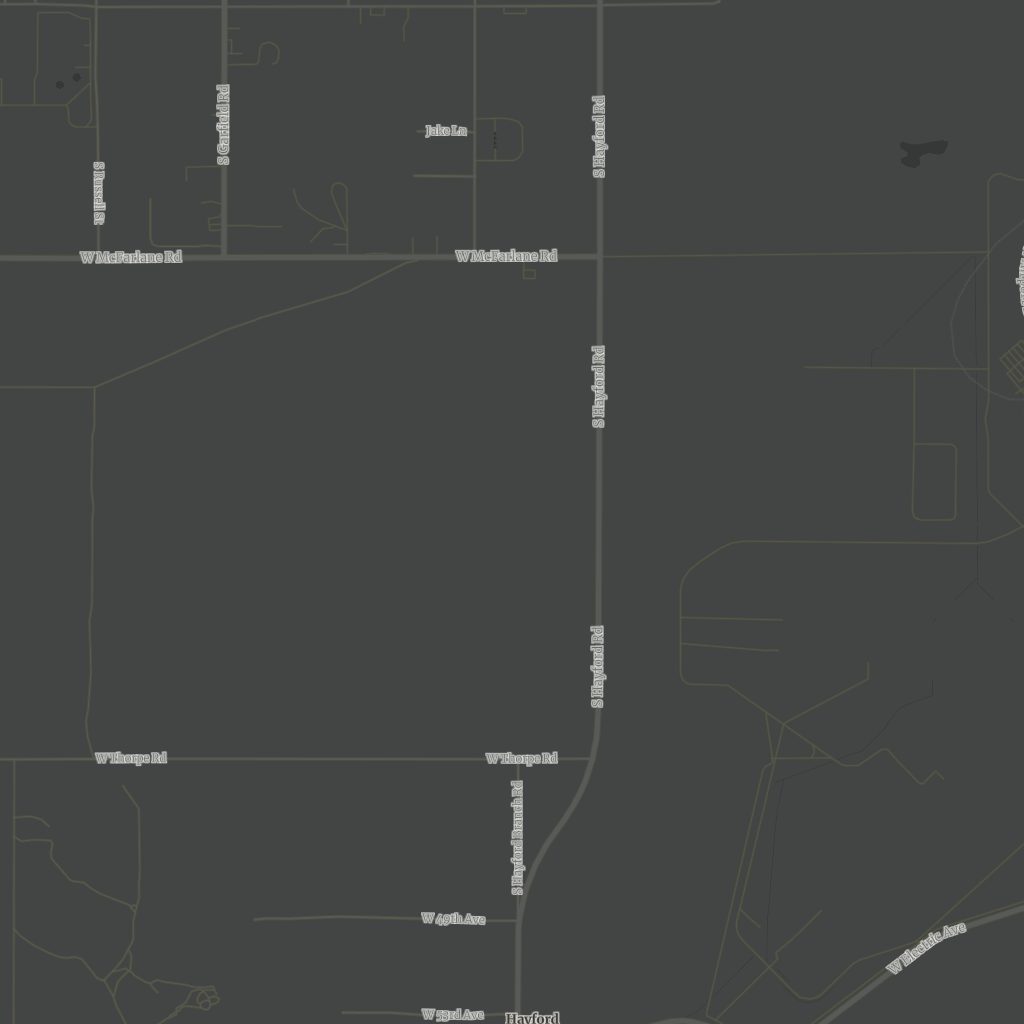 S Garfield Rd
S Hayford Rd
Jake Ln
S Russell St
W McFarlane Rd
W McFarlane Rd
S Hayford Rd
S Hayford Rd
W Thorpe Rd
W Thorpe Rd
S Hayford Branch Rd
W 49th Ave
W Electric Ave
W 53rd Ave
Hayford